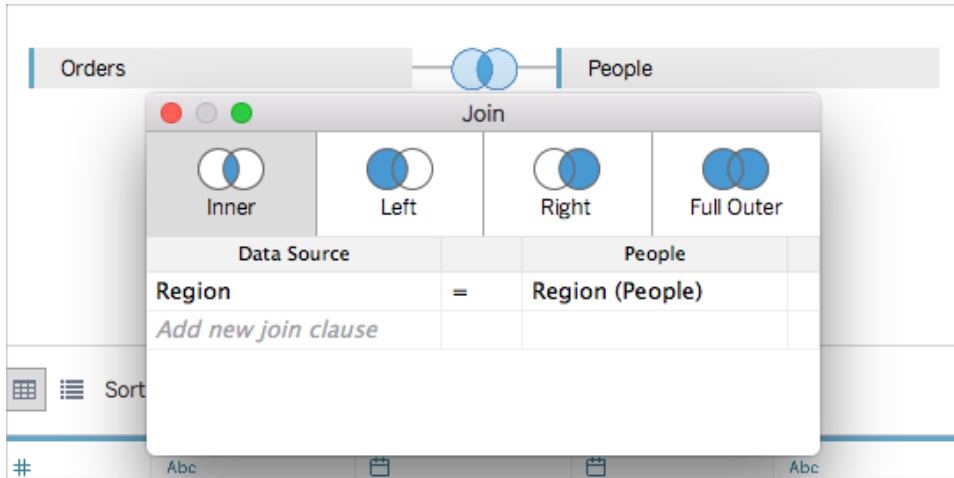 Orders People
Join
Inner Left Right Full Outer
Data Source People
Region = Region (People)
Add new join clause
Sort
# Abc Abc